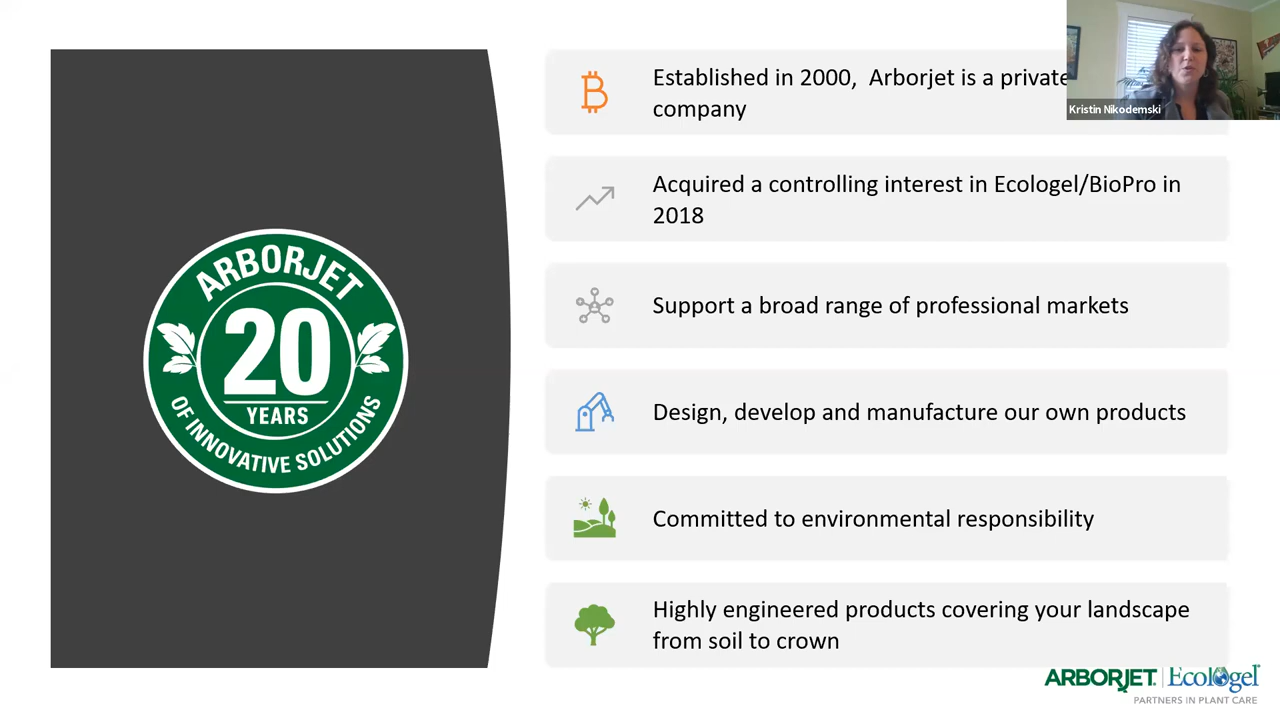 ARBORJET
20
YEARS
OF INNOVATIVE SOLUTIONS
Established in 2000, Arborjet is a private
company
Acquired a controlling interest in Ecologel/BioPro in
2018
Support a broad range of professional markets
Design, develop and manufacture our own products
Committed to environmental responsibility
Highly engineered products covering your landscape
from soil to crown
Kristin Nikodemski
ARBORJET Ecologel
PARTNERS IN PLANT CARE